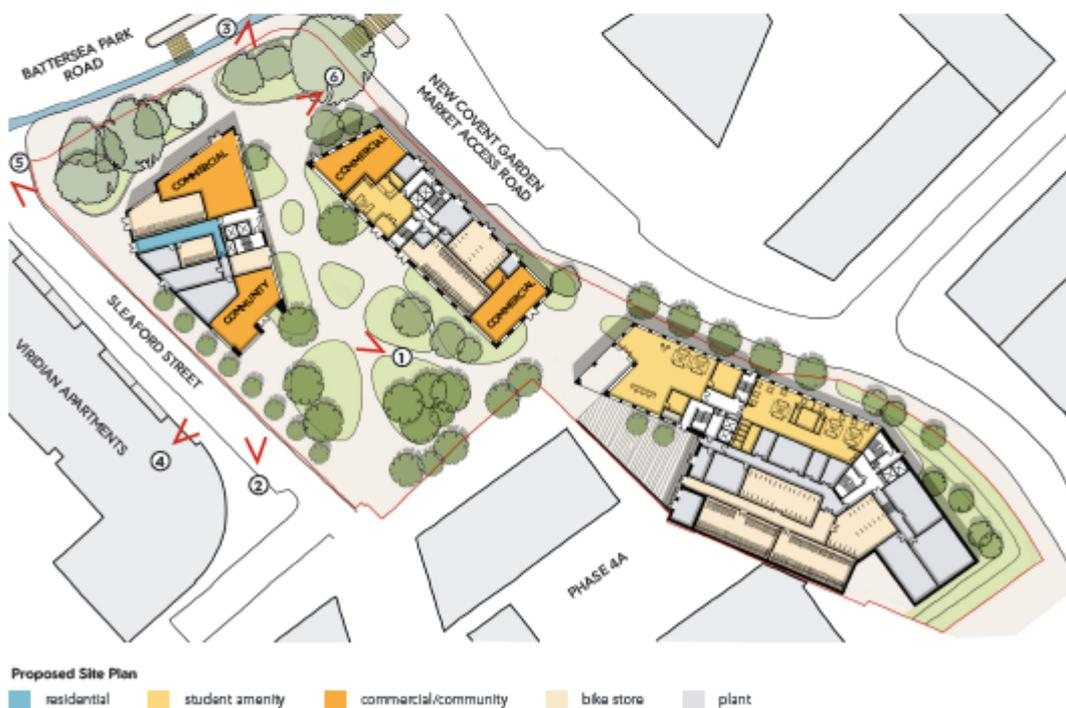 BATTERSEA PARK
ROAD
3
6
5
NEW COVENT GARDEN
MARKET ACCESS ROAD
COMMERCIAL
COMMERCIAL
COMMERCIAL
COMMUNITY
SLEAFORD STREET
VIRIDIAN APARTMENTS
1
4
2
PHASE 4A
Proposed Site Plan
residential
student amenity
commercial/community
bike store
plant